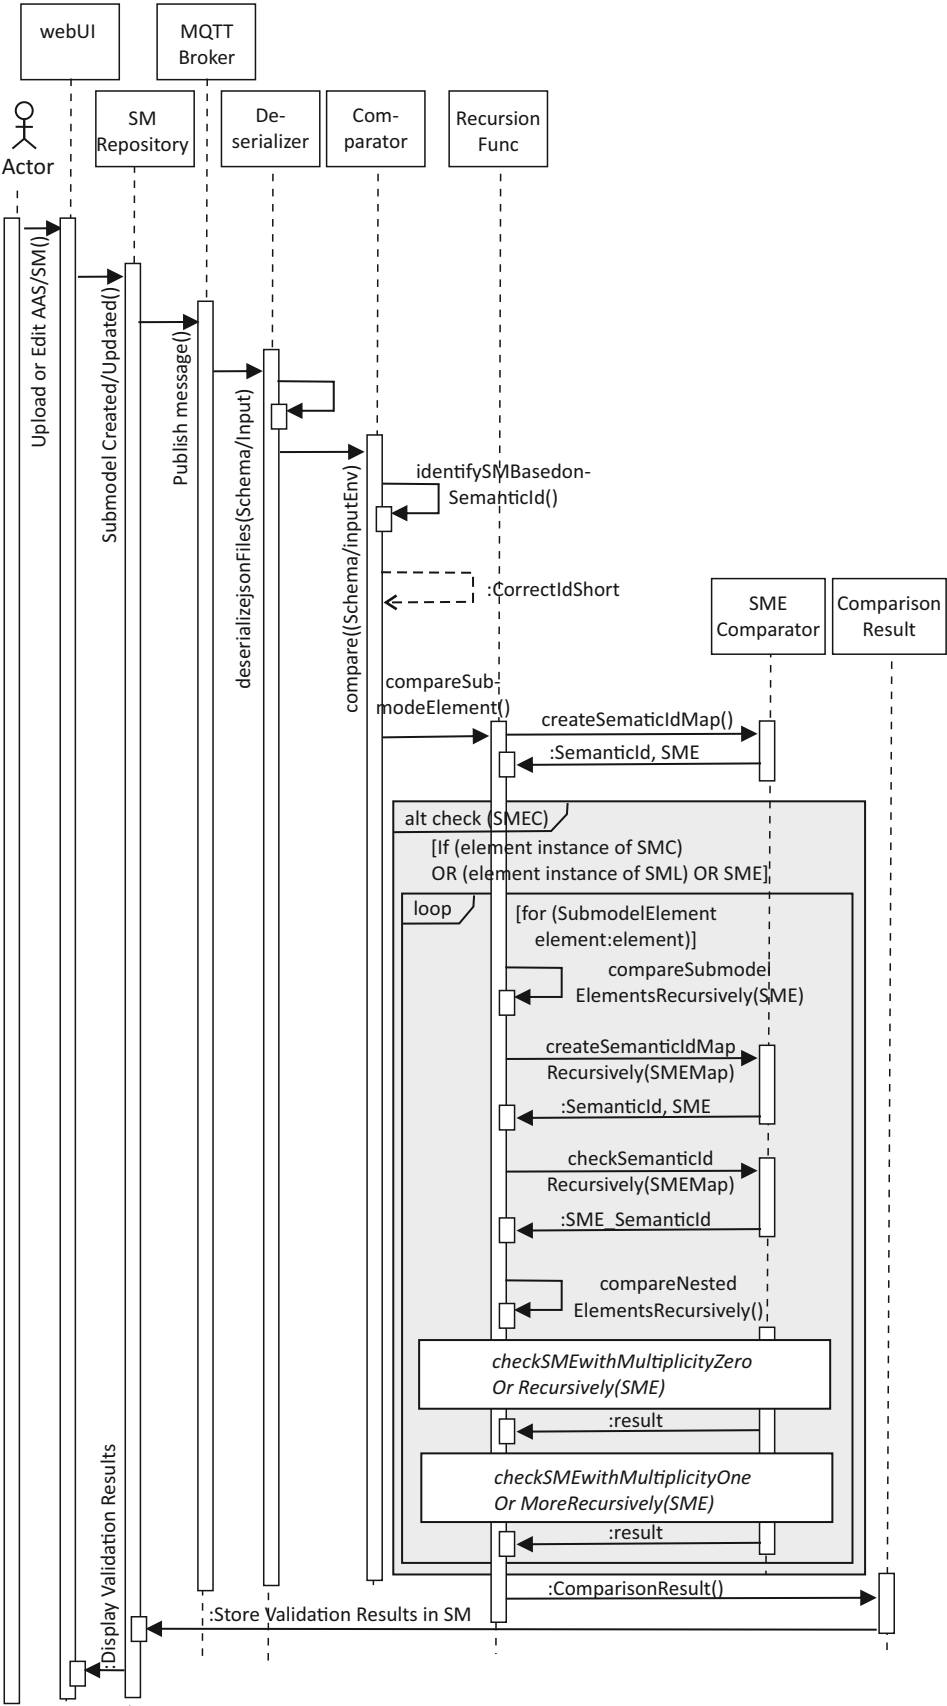 webUI
MQTT
Broker
Actor
SM
Repository
De-
serializer
Com-
parator
Recursion
Func
Upload or Edit AAS/SM()
Submodel Created/Updated()
Publish message()
deserializejsonFiles(Schema/Input)
compare((Schema/inputEnv)
identifySMBasedon-
SemanticId()
:CorrectIdShort
SME
Comparator
Comparison
Result
compareSub-
modeElement()
createSematicIdMap()
:SemanticId, SME
alt check (SMEC)
[If (element instance of SMC)
OR (element instance of SML) OR SME]
loop
[for (SubmodelElement
element:element)]
compareSubmodel
ElementsRecursively(SME)
createSemanticIdMap
Recursively(SMEMap)
:SemanticId, SME
checkSemanticId
Recursively(SMEMap)
:SME_SemanticId
compareNested
ElementsRecursively()
checkSMEwithMultiplicityZero
Or Recursively(SME)
:result
checkSMEwithMultiplicityOne
Or MoreRecursively(SME)
:result
:ComparisonResult()
:Store Validation Results in SM
:Display Validation Results